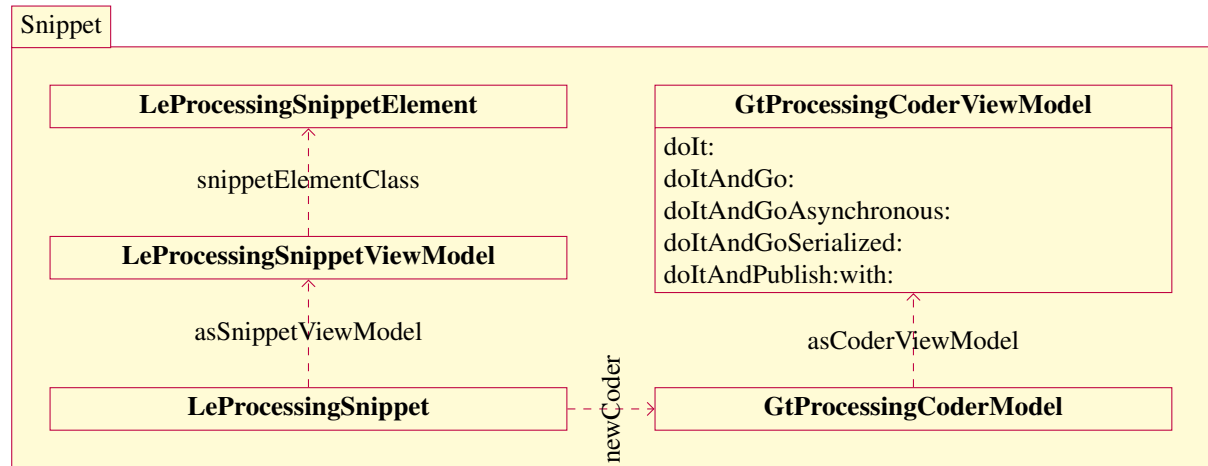 Snippet
LeProcessingSnippetElement
GtProcessingCoderViewModel
doIt:
doItAndGo:
doItAndGoAsynchronous:
doItAndGoSerialized:
doItAndPublish:with:
snippetElementClass
LeProcessingSnippetViewModel
asSnippetViewModel
asCoderViewModel
LeProcessingSnippet
newCoder
GtProcessingCoderModel